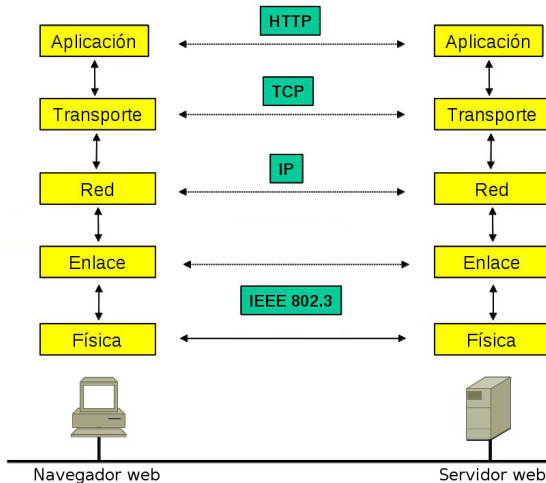 HTTP
Aplicación
Aplicación
TCP
Transporte
Transporte
IP
Red
Red
Enlace
Enlace
IEEE 802.3
Física
Física
Navegador web
Servidor web